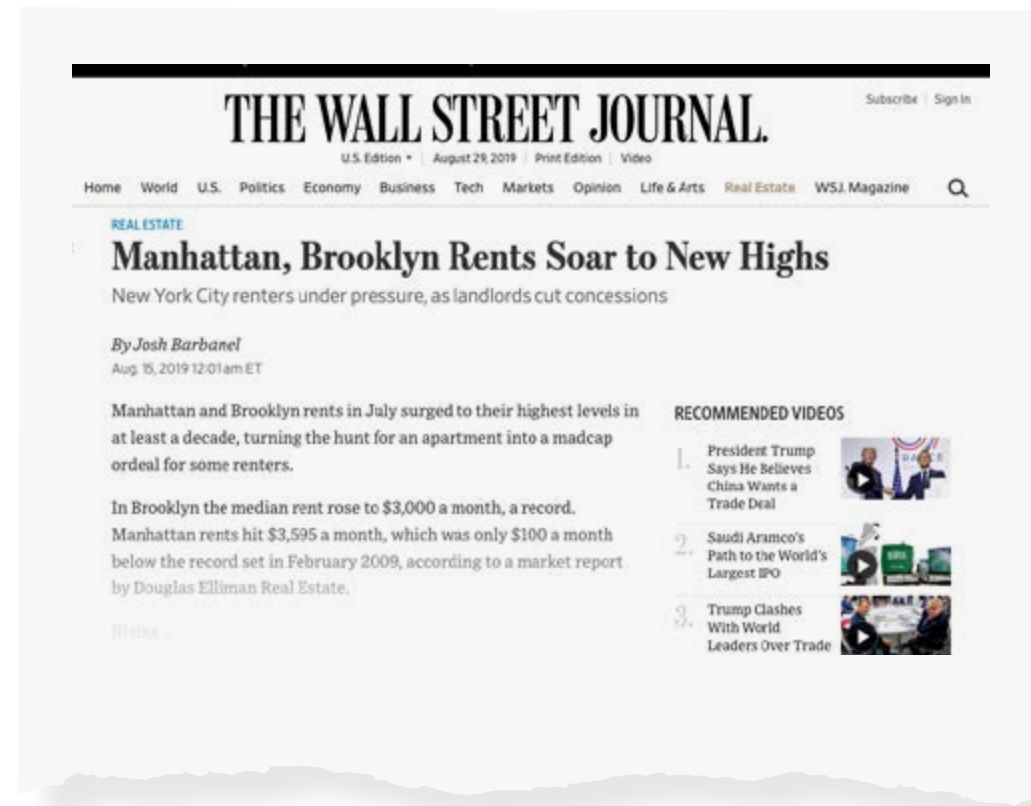 THE WALL STREET JOURNAL.
Subscribe | Sign In
U.S. Edition | August 29, 2019 | Print Edition | Video
Home World U.S. Politics Economy Business Tech Markets Opinion Life & Arts Real Estate WSJ. Magazine
REAL ESTATE
Manhattan, Brooklyn Rents Soar to New Highs
New York City renters under pressure, as landlords cut concessions
By Josh Barbanel
Aug. 15, 2019 12:01 am ET
Manhattan and Brooklyn rents in July surged to their highest levels in
at least a decade, turning the hunt for an apartment into a madcap
ordeal for some renters.
In Brooklyn the median rent rose to $3,000 a month, a record.
Manhattan rents hit $3,595 a month, which was only $100 a month
below the record set in February 2009, according to a market report
by Douglas Elliman Real Estate.
RECOMMENDED VIDEOS
1. President Trump
Says He Believes
China Wants a
Trade Deal
2. Saudi Aramco's
Path to the World's
Largest IPO
3. Trump Clashes
With World
Leaders Over Trade